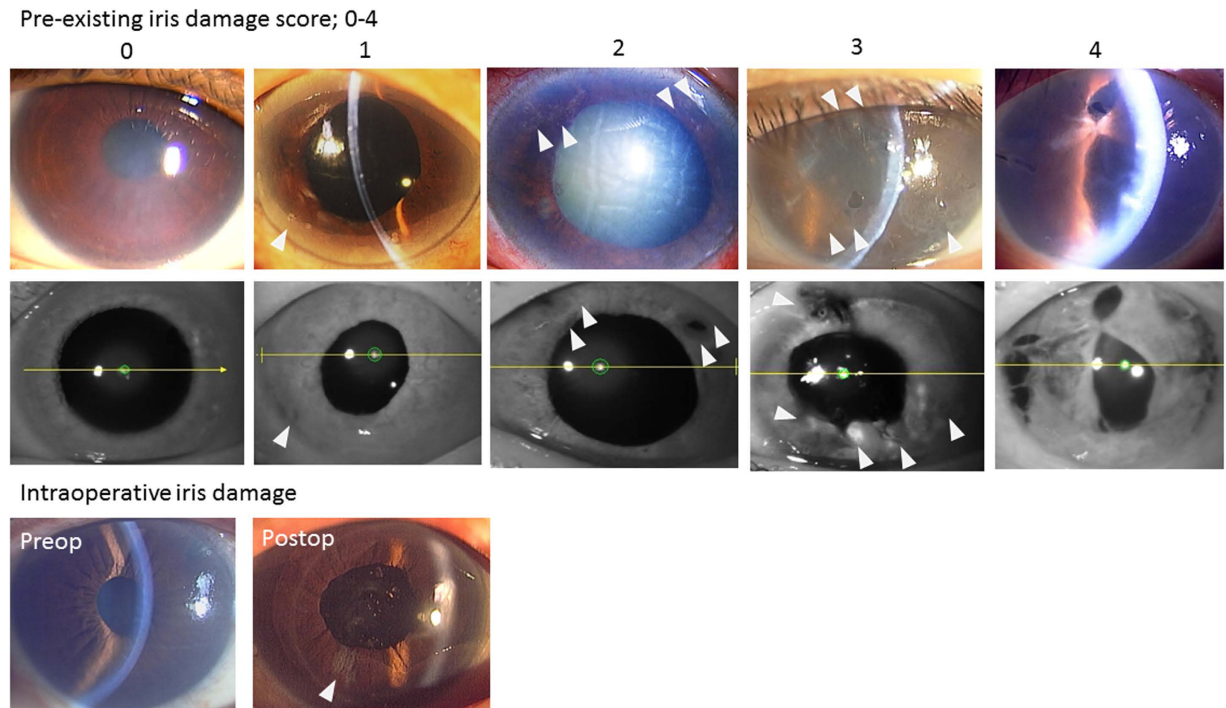 Pre-existing iris damage score; 0-4
0 1 2 3 4
Intraoperative iris damage
Preop Postop